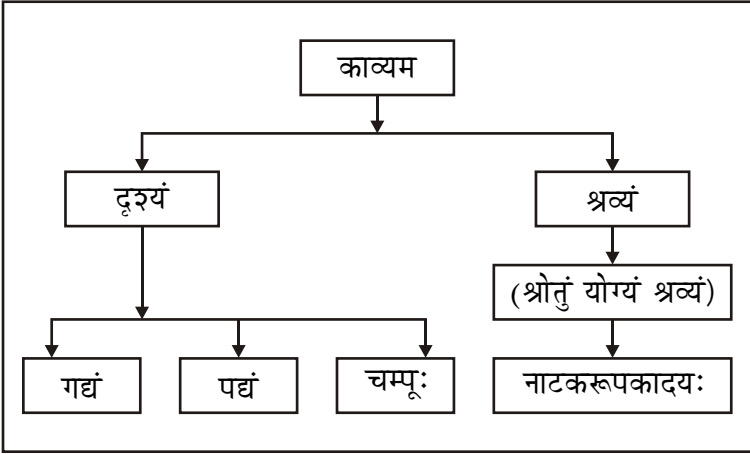 काव्यम
दृश्यं
श्रव्यं
(श्रोतुं योग्यं श्रव्यं)
गद्यं
पद्यं
चम्पूः
नाटकरूपकादयः